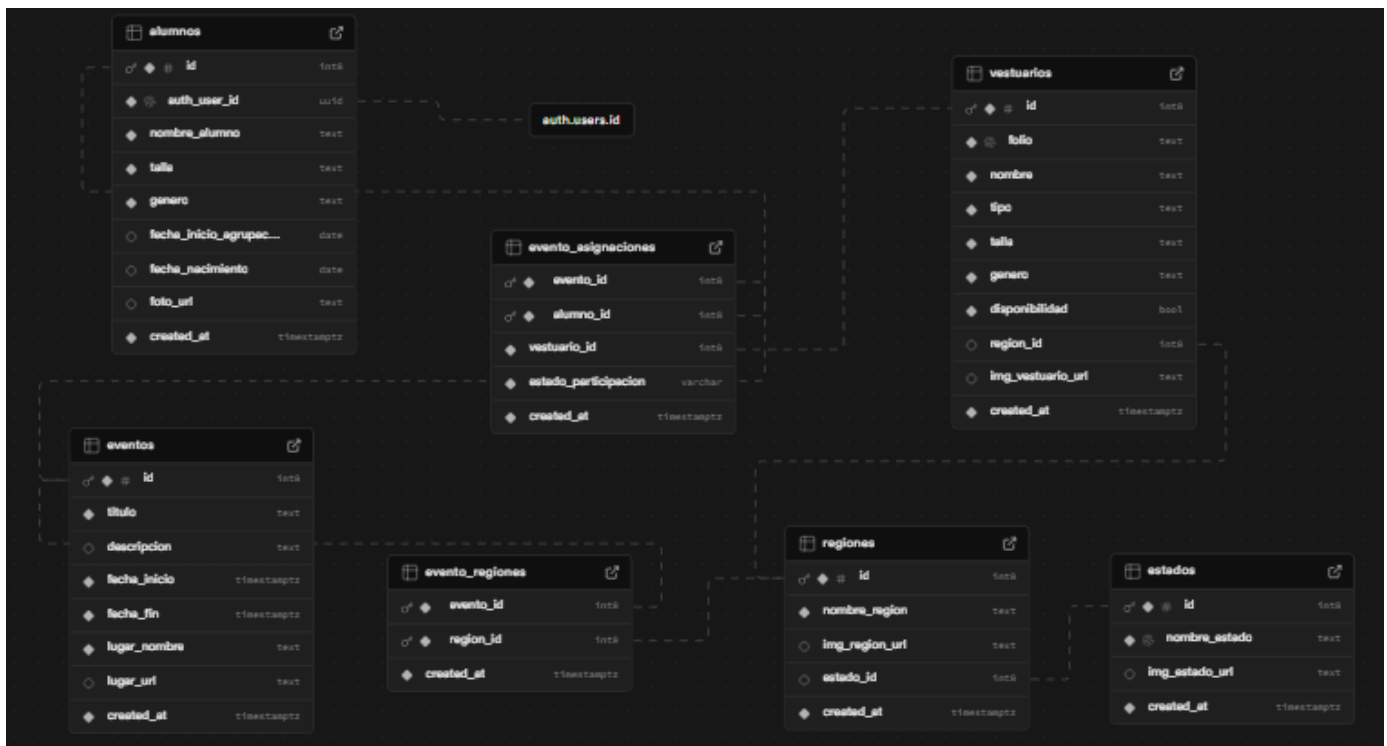 alumnos
id int8
auth_user_id uuid
nombre_alumno text
talla text
genero text
fecha_inicio_agrupac... date
fecha_nacimiento date
foto_url text
created_at timestamptz
auth.users.id
evento_asignaciones
evento_id int8
alumno_id int8
vestuario_id int8
estado_participacion varchar
created_at timestamptz
vestuarios
id int8
folio text
nombre text
tipo text
talla text
genero text
disponibilidad bool
region_id int8
img_vestuario_url text
created_at timestamptz
eventos
id int8
titulo text
descripcion text
fecha_inicio timestamptz
fecha_fin timestamptz
lugar_nombre text
lugar_url text
created_at timestamptz
evento_regiones
evento_id int8
region_id int8
created_at timestamptz
regiones
id int8
nombre_region text
img_region_url text
estado_id int8
created_at timestamptz
estados
id int8
nombre_estado text
img_estado_url text
created_at timestamptz